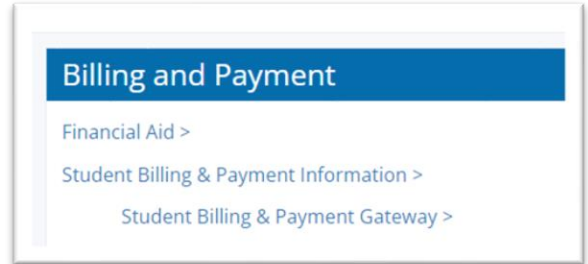 Billing and Payment
Financial Aid >
Student Billing & Payment Information >
Student Billing & Payment Gateway >